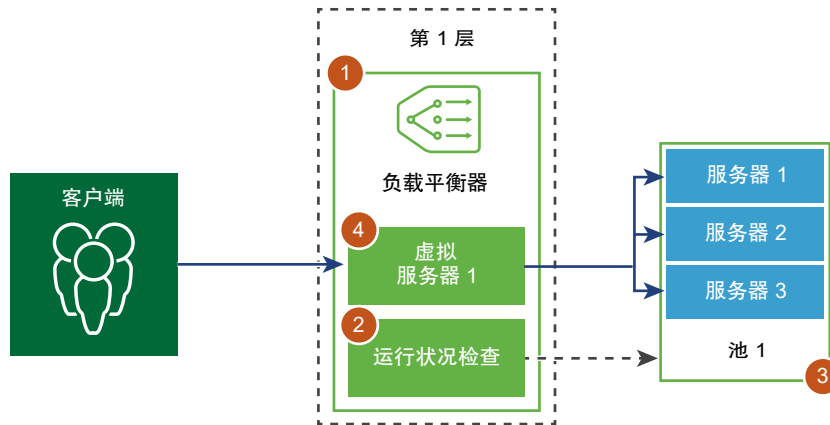 第 1 层
1
负载平衡器
客户端
4
虚拟
服务器 1
2
运行状况检查
服务器 1
服务器 2
服务器 3
池 1
3